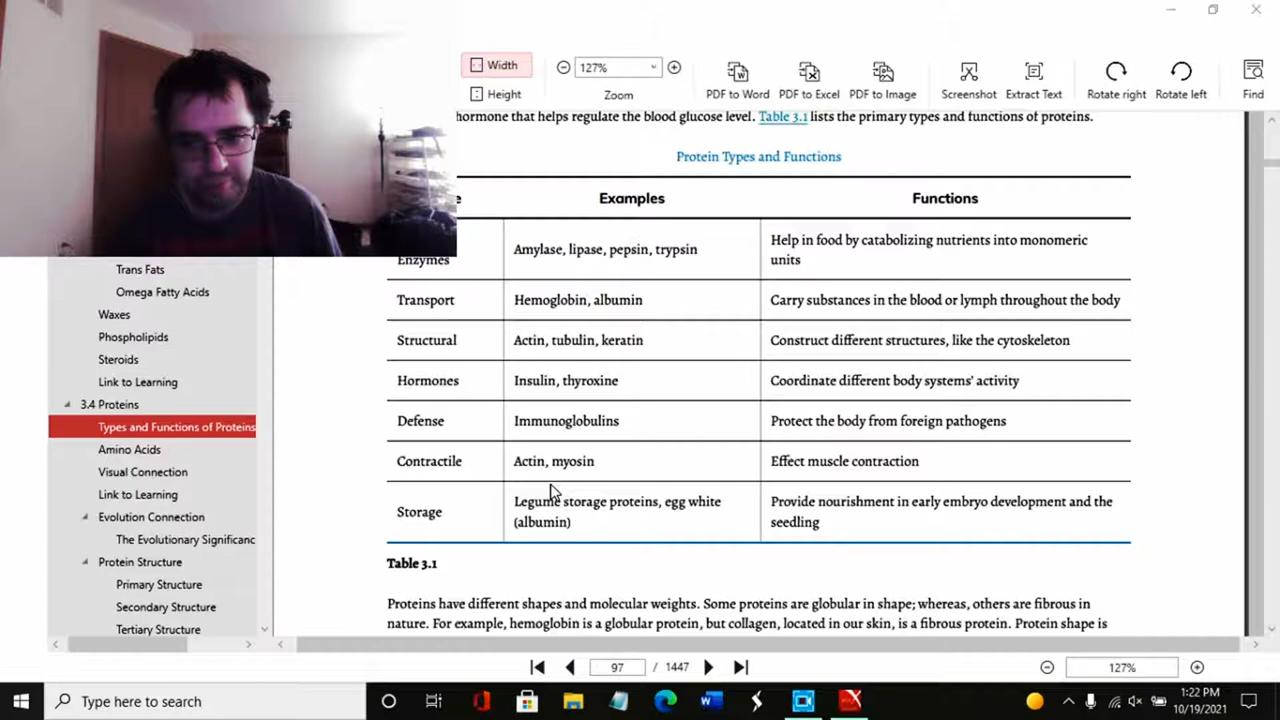 Width
Height
127%
Zoom
PDF to Word
PDF to Excel
PDF to Image
Screenshot
Extract Text
Rotate right
Rotate left
Find
hormone that helps regulate the blood glucose level. Table 3.1 lists the primary types and functions of proteins.
Protein Types and Functions
e Examples Functions
Enzymes
Amylase, lipase, pepsin, trypsin
Help in food by catabolizing nutrients into monomeric
units
Transport Hemoglobin, albumin Carry substances in the blood or lymph throughout the body
Structural Actin, tubulin, keratin Construct different structures, like the cytoskeleton
Hormones Insulin, thyroxine Coordinate different body systems' activity
Defense Immunoglobulins Protect the body from foreign pathogens
Contractile Actin, myosin Effect muscle contraction
Storage
Legume storage proteins, egg white
(albumin)
Provide nourishment in early embryo development and the
seedling
Table 3.1
Proteins have different shapes and molecular weights. Some proteins are globular in shape; whereas, others are fibrous in
nature. For example, hemoglobin is a globular protein, but collagen, located in our skin, is a fibrous protein. Protein shape is
Trans Fats
Omega Fatty Acids
Waxes
Phospholipids
Steroids
Link to Learning
3.4 Proteins
Types and Functions of Proteins
Amino Acids
Visual Connection
Link to Learning
Evolution Connection
The Evolutionary Significanc
Protein Structure
Primary Structure
Secondary Structure
Tertiary Structure
97 / 1447
127%
Type here to search
1:22 PM
10/19/2021